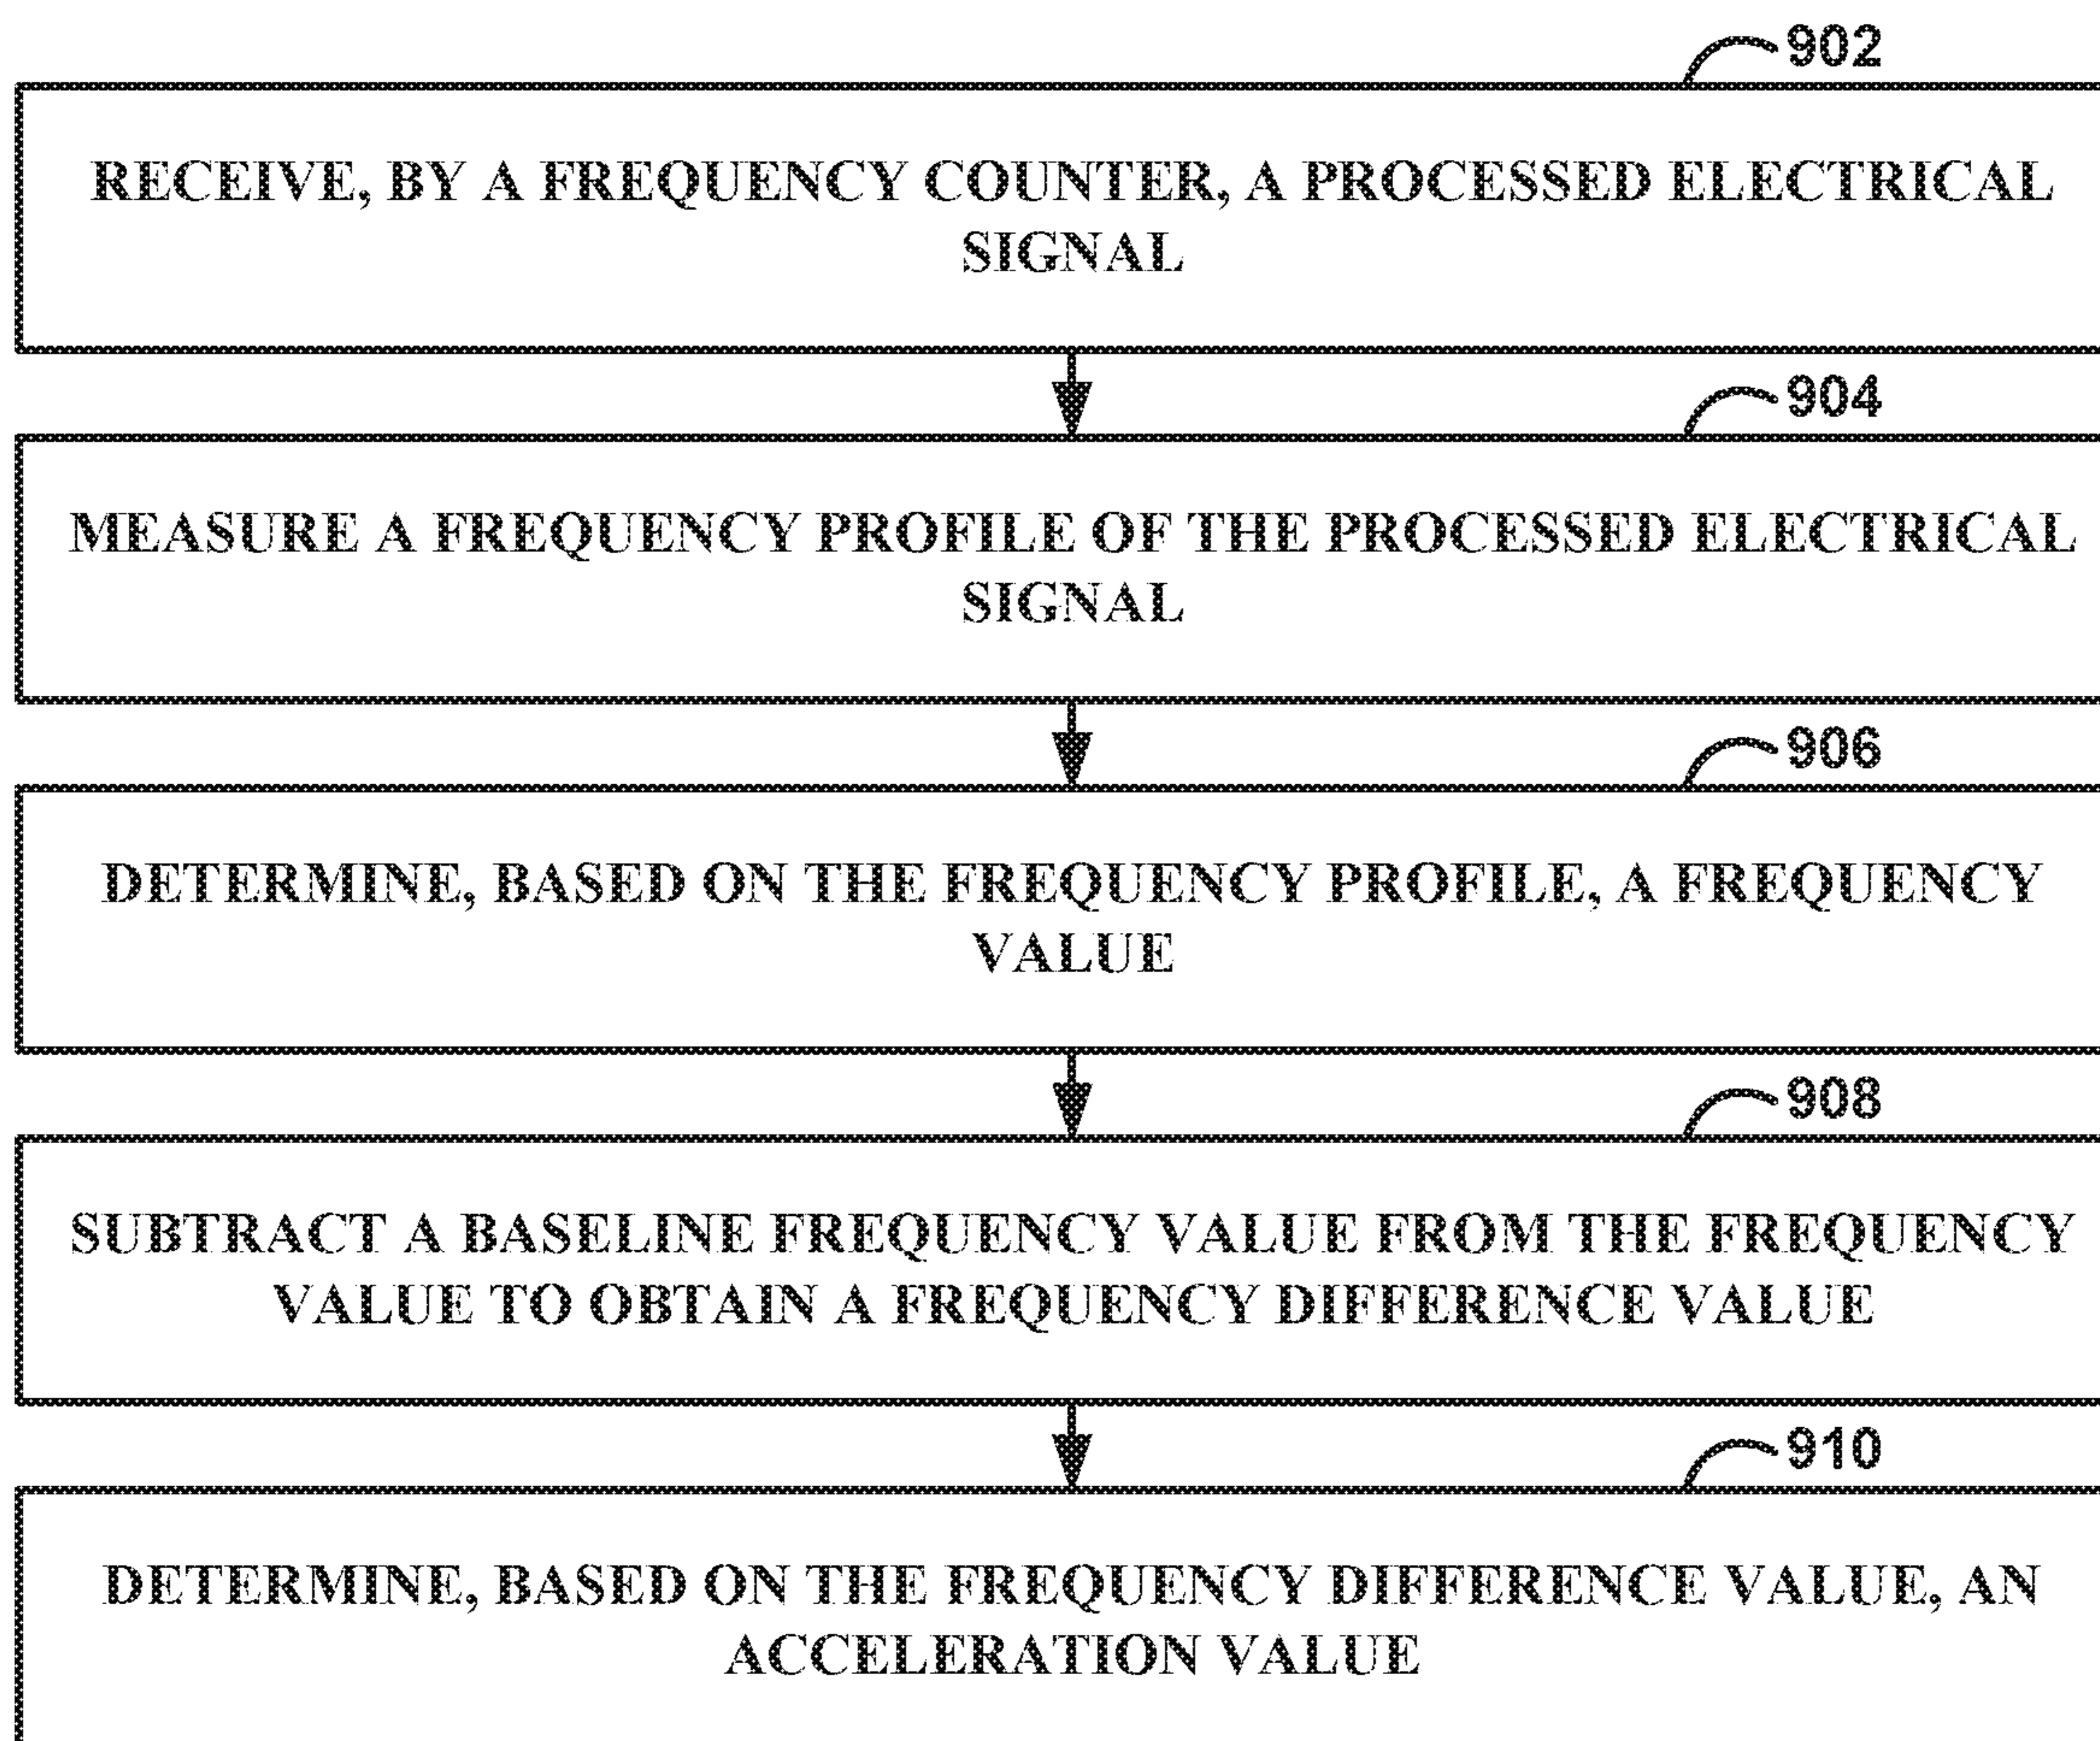 902
RECEIVE, BY A FREQUENCY COUNTER, A PROCESSED ELECTRICAL
SIGNAL
904
MEASURE A FREQUENCY PROFILE OF THE PROCESSED ELECTRICAL
SIGNAL
906
DETERMINE, BASED ON THE FREQUENCY PROFILE, A FREQUENCY
VALUE
908
SUBTRACT A BASELINE FREQUENCY VALUE FROM THE FREQUENCY
VALUE TO OBTAIN A FREQUENCY DIFFERENCE VALUE
910
DETERMINE, BASED ON THE FREQUENCY DIFFERENCE VALUE, AN
ACCELERATION VALUE